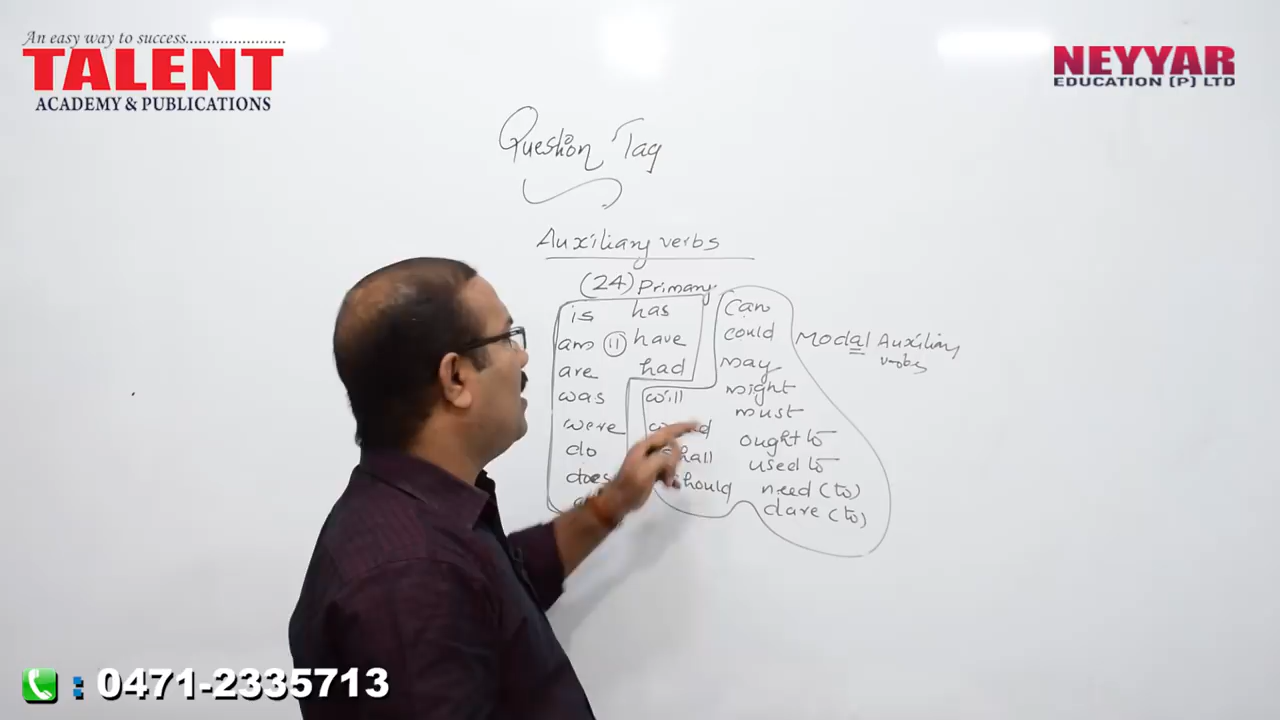 An easy way to success.......................
TALENT
ACADEMY & PUBLICATIONS
NEYYAR
EDUCATION (P) LTD
Question Tag
Auxiliary verbs
(24) Primary
is has can
am (11) have could
are had may
was will might
were must
do ought to
does should used to
need (to)
dare (to)
Modal Auxiliary
verbs
: 0471-2335713